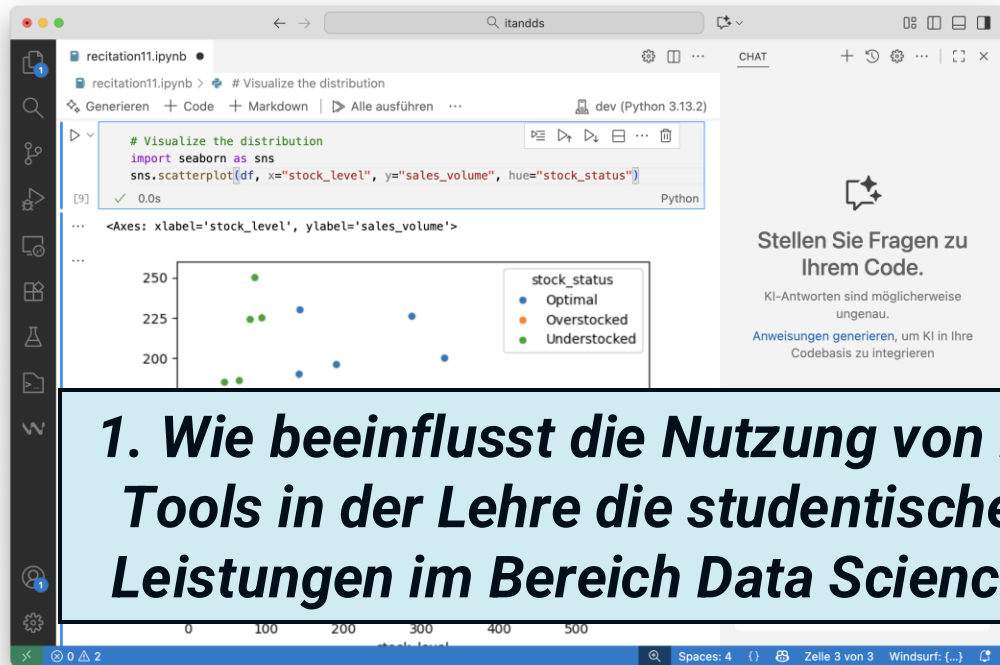 itandds
recitation11.ipynb
CHAT
recitation11.ipynb > # Visualize the distribution
Generieren + Code + Markdown | Alle ausführen ...
dev (Python 3.13.2)
# Visualize the distribution
import seaborn as sns
sns.scatterplot(df, x="stock_level", y="sales_volume", hue="stock_status")
[9] ✓ 0.0s Python
<Axes: xlabel='stock_level', ylabel='sales_volume'>
250
225
200
stock_status
Optimal
Overstocked
Understocked
Stellen Sie Fragen zu
Ihrem Code.
KI-Antworten sind möglicherweise
ungenau.
Anweisungen generieren, um KI in Ihre
Codebasis zu integrieren
1. Wie beeinflusst die Nutzung von
Tools in der Lehre die studentische
Leistungen im Bereich Data Scienc
0 100 200 300 400 500
1
1
0 2
Spaces: 4 {} Zelle 3 von 3 Windsurf: {...}